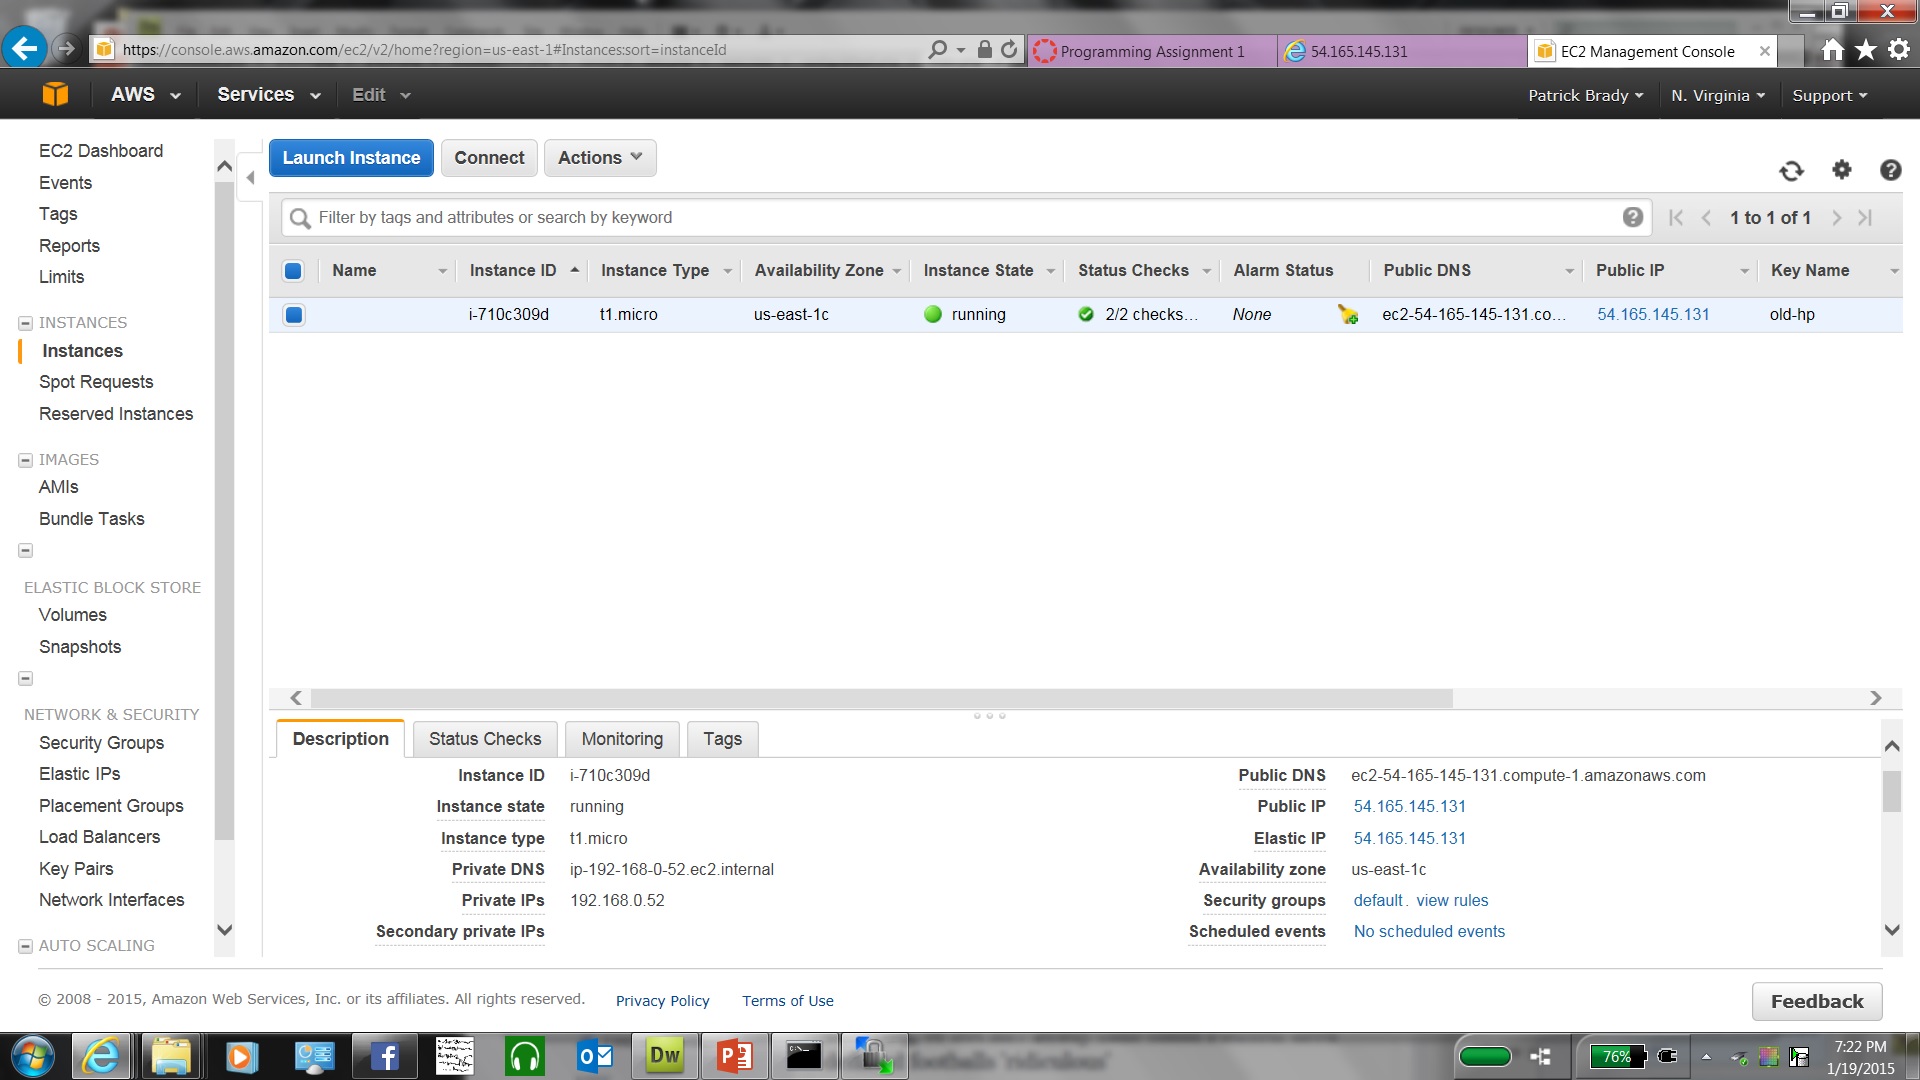 https://console.aws.amazon.com/ec2/v2/home?region=us-east-1#Instances:sort=instanceId
Programming Assignment 1
54.165.145.131
EC2 Management Console
AWS Services Edit
Patrick Brady N. Virginia Support
EC2 Dashboard
Events
Tags
Reports
Limits
INSTANCES
Instances
Spot Requests
Reserved Instances
IMAGES
AMIs
Bundle Tasks
ELASTIC BLOCK STORE
Volumes
Snapshots
NETWORK & SECURITY
Security Groups
Elastic IPs
Placement Groups
Load Balancers
Key Pairs
Network Interfaces
AUTO SCALING
Launch Instance Connect Actions
Filter by tags and attributes or search by keyword
1 to 1 of 1
Name Instance ID Instance Type Availability Zone Instance State Status Checks Alarm Status Public DNS Public IP Key Name
i-710c309d t1.micro us-east-1c running 2/2 checks... None ec2-54-165-145-131.co... 54.165.145.131 old-hp
Description Status Checks Monitoring Tags
Instance ID i-710c309d
Instance state running
Instance type t1.micro
Private DNS ip-192-168-0-52.ec2.internal
Private IPs 192.168.0.52
Secondary private IPs
Public DNS ec2-54-165-145-131.compute-1.amazonaws.com
Public IP 54.165.145.131
Elastic IP 54.165.145.131
Availability zone us-east-1c
Security groups default. view rules
Scheduled events No scheduled events
© 2008 - 2015, Amazon Web Services, Inc. or its affiliates. All rights reserved. Privacy Policy Terms of Use
Feedback
Dw
76%
7:22 PM
1/19/2015